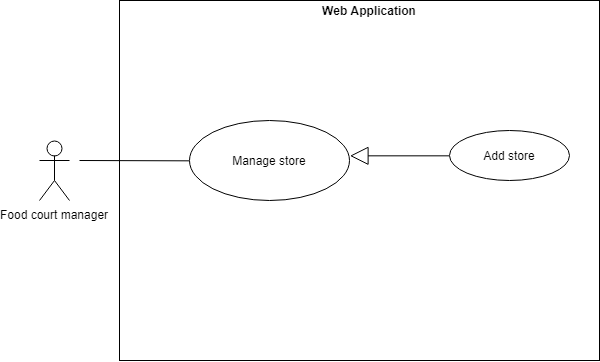 Web Application
Manage store
Add store
Food court manager